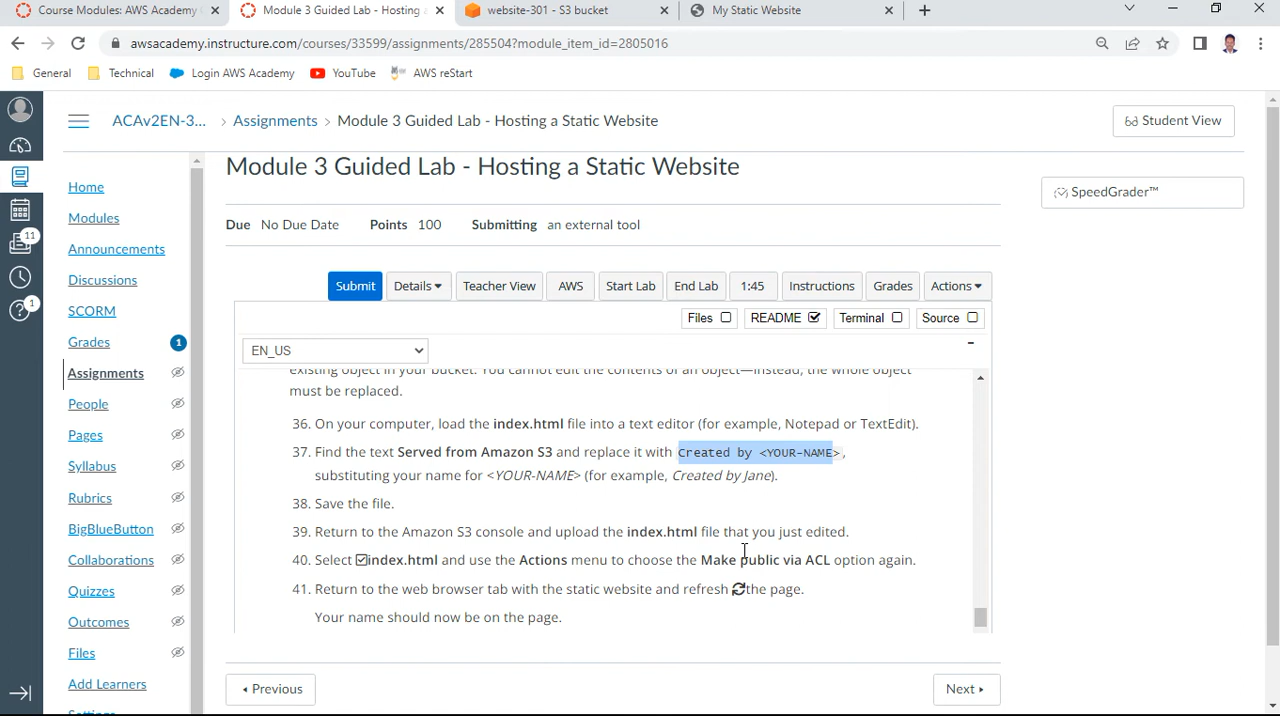 Course Modules: AWS Academy
Module 3 Guided Lab - Hosting a
website-301 - S3 bucket
My Static Website
awsacademy.instructure.com/courses/33599/assignments/285504?module_item_id=2805016
General
Technical
Login AWS Academy
YouTube
AWS reStart
ACAv2EN-3...
Assignments
Module 3 Guided Lab - Hosting a Static Website
Student View
Module 3 Guided Lab - Hosting a Static Website
SpeedGrader™
Due No Due Date Points 100 Submitting an external tool
Home
Modules
Announcements
Discussions
SCORM
Grades 1
Assignments
People
Pages
Syllabus
Rubrics
BigBlueButton
Collaborations
Quizzes
Outcomes
Files
Add Learners
11
1
Submit Details Teacher View AWS Start Lab End Lab 1:45 Instructions Grades Actions
Files README Terminal Source
EN_US
existing object in your bucket. You cannot edit the contents of an object—instead, the whole object
must be replaced.
36. On your computer, load the index.html file into a text editor (for example, Notepad or TextEdit).
37. Find the text Served from Amazon S3 and replace it with Created by <YOUR-NAME>,
substituting your name for <YOUR-NAME> (for example, Created by Jane).
38. Save the file.
39. Return to the Amazon S3 console and upload the index.html file that you just edited.
40. Select index.html and use the Actions menu to choose the Make public via ACL option again.
41. Return to the web browser tab with the static website and refresh the page.
Your name should now be on the page.
Previous
Next